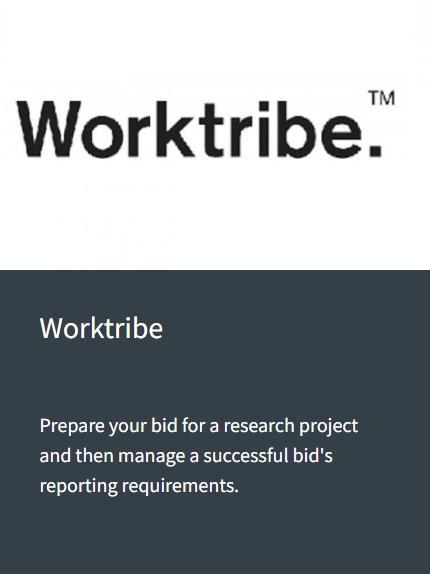 Worktribe.™
Worktribe
Prepare your bid for a research project
and then manage a successful bid's
reporting requirements.